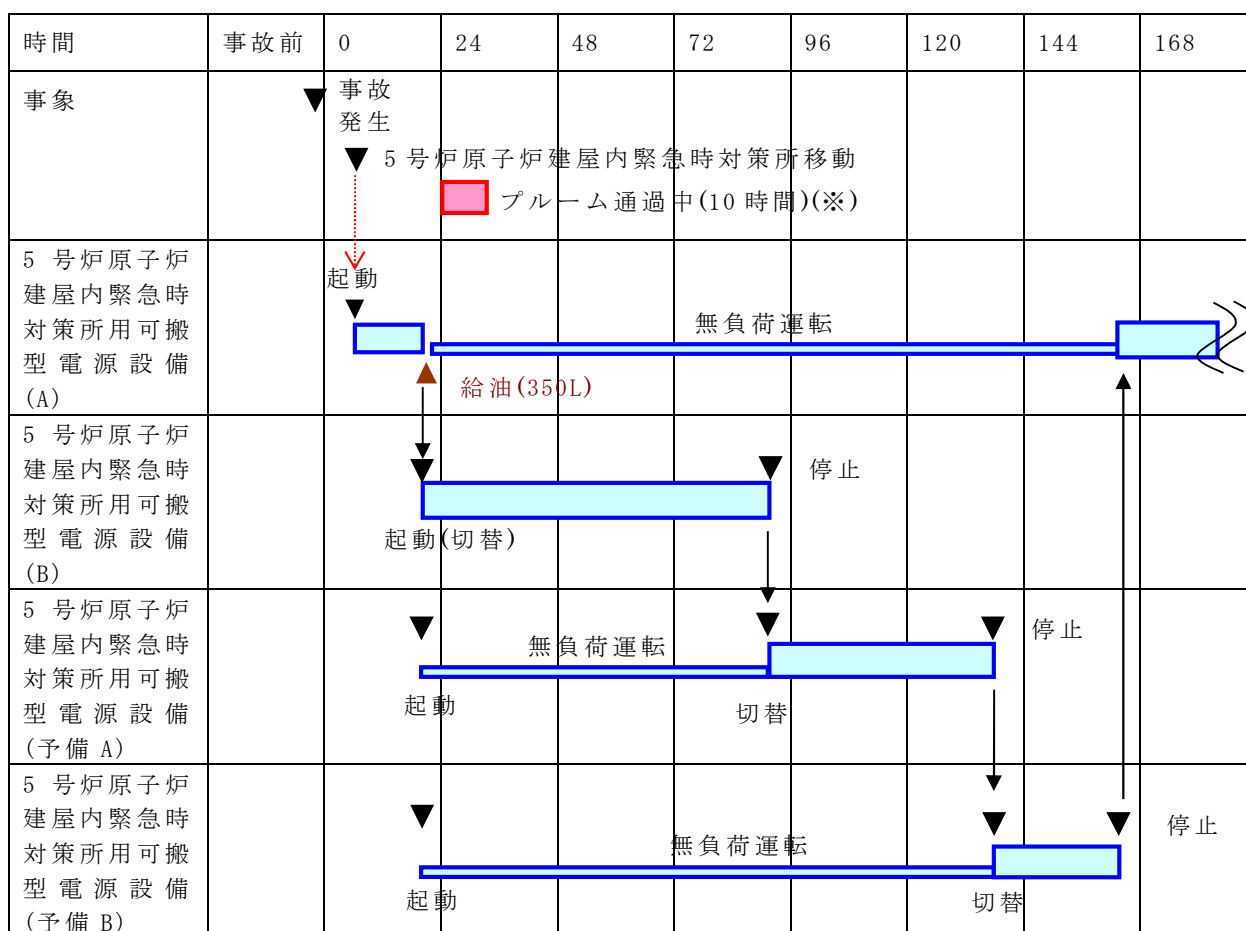 時間 事故前 0 24 48 72 96 120 144 168
事象
事故
発生
5号炉原子炉建屋内緊急時対策所移動
プルーム通過中(10時間)(※)
5 号炉原子炉
建屋内緊急時
対策所用可搬
型電源設備
(A)
起動
無負荷運転
給油(350L)
5 号炉原子炉
建屋内緊急時
対策所用可搬
型電源設備
(B)
停止
起動(切替)
5 号炉原子炉
建屋内緊急時
対策所用可搬
型電源設備
(予備 A)
無負荷運転
停止
起動
切替
5 号炉原子炉
建屋内緊急時
対策所用可搬
型電源設備
(予備 B)
停止
無負荷運転
起動
切替